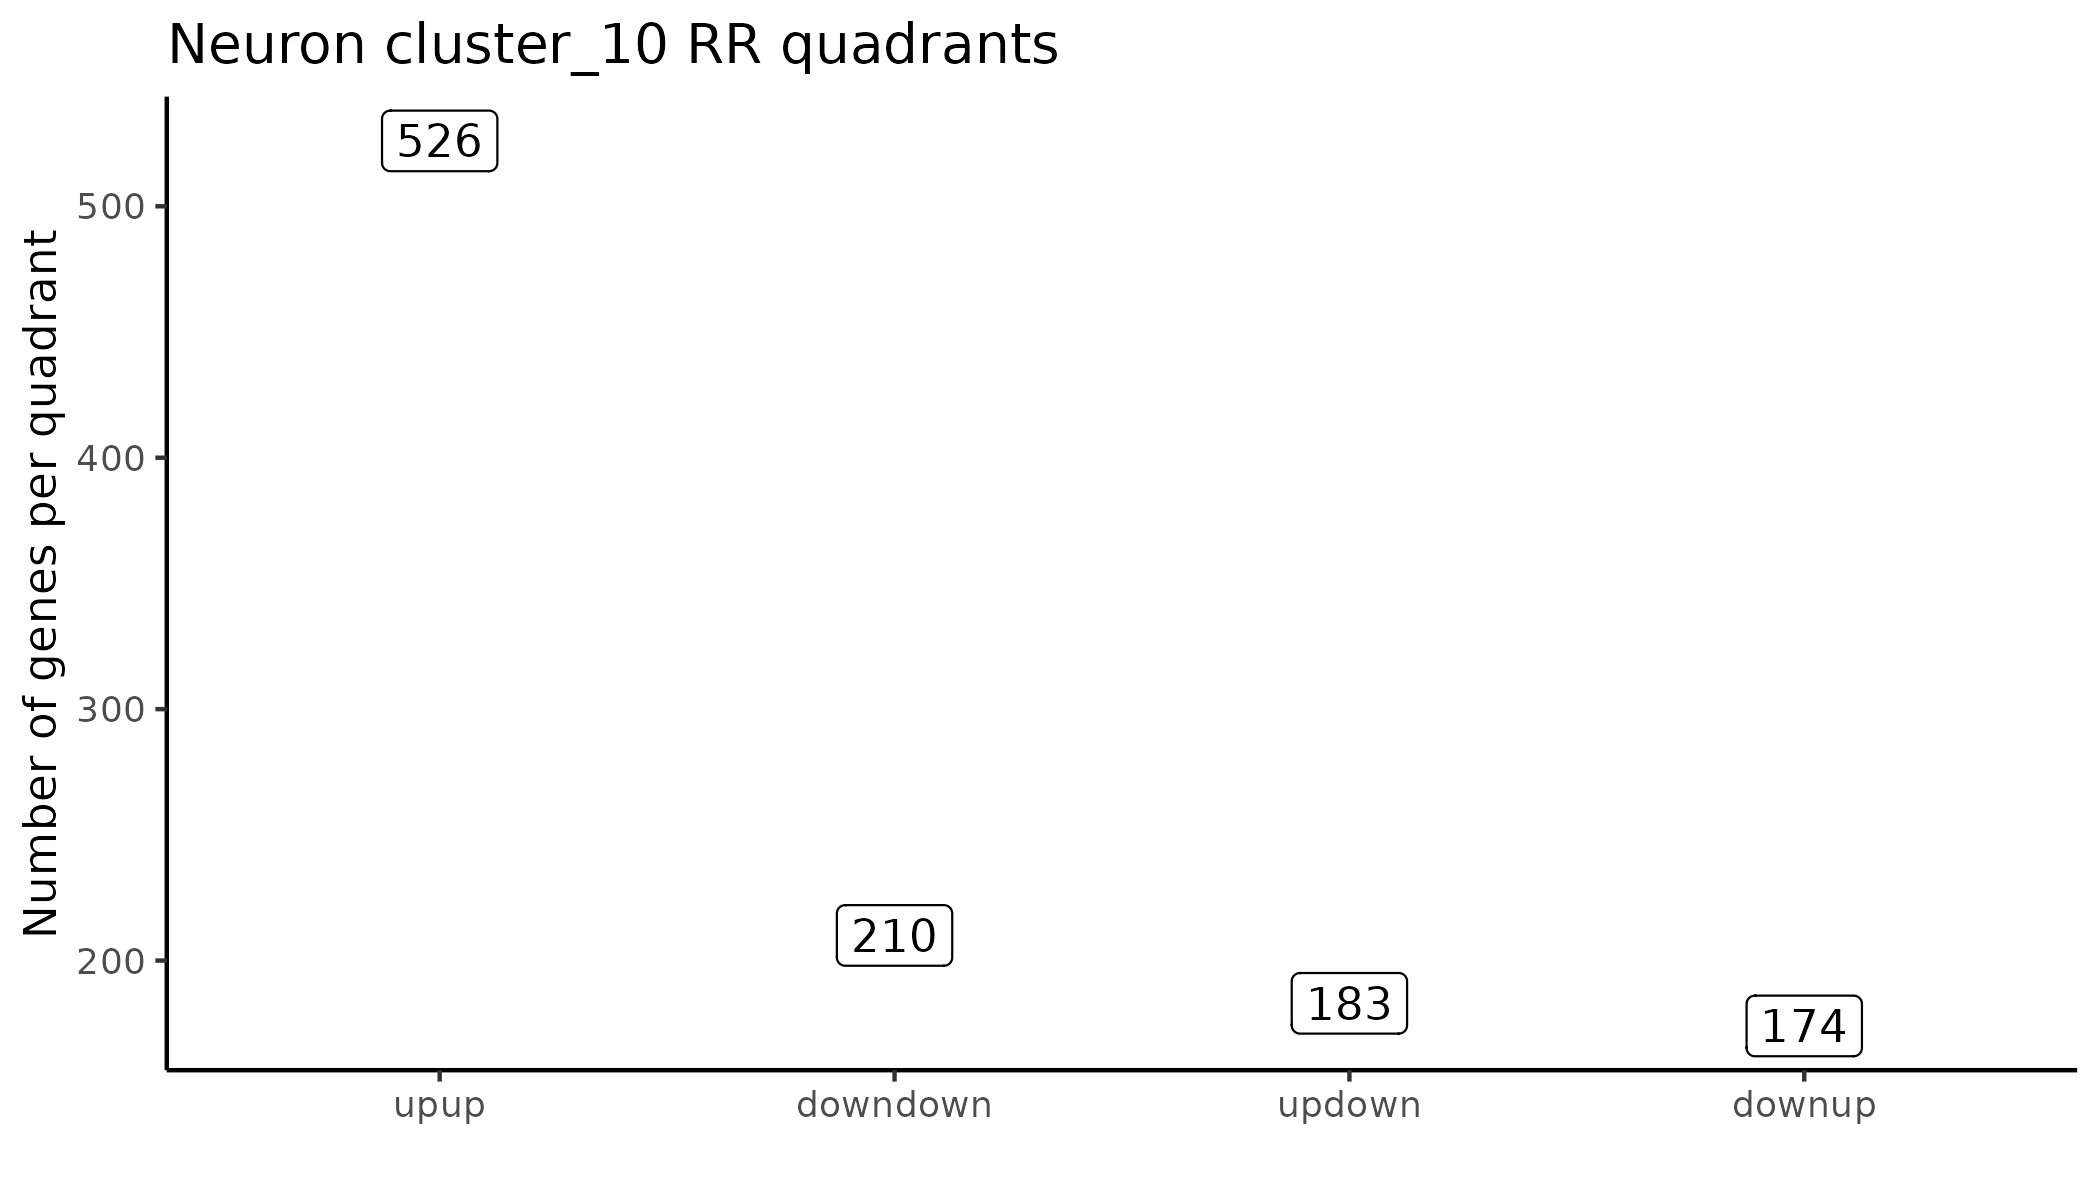 Neuron cluster_10 RR quadrants
Number of genes per quadrant
500
400
300
200
526
210
183
174
upup
downdown
updown
downup